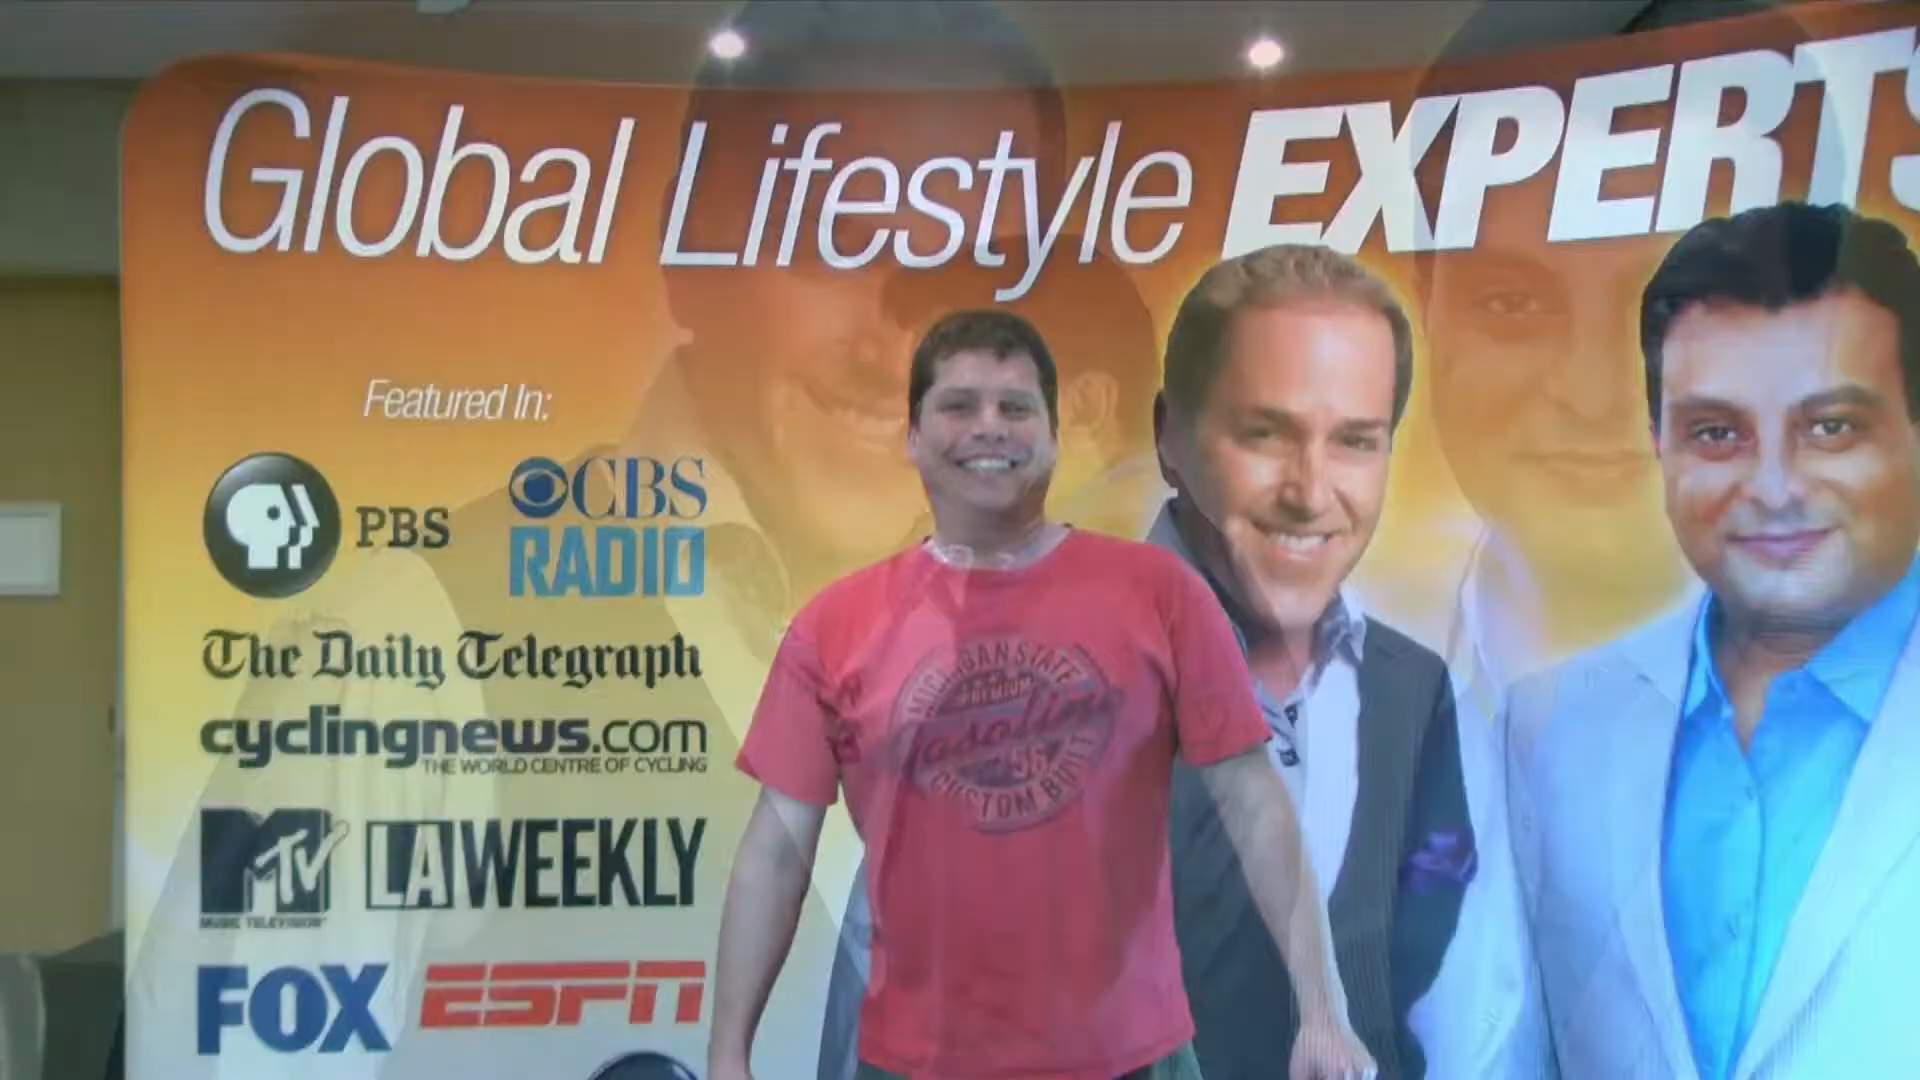 Global Lifestyle EXPERTS
Featured In:
PBS
CBS
RADIO
The Daily Telegraph
cyclingnews.com
THE WORLD CENTRE OF CYCLING
MTV
MUSIC TELEVISION
LA WEEKLY
FOX
ESPN
MICHIGAN STATE
PREMIUM
Gasoline
56
CUSTOM BUILT